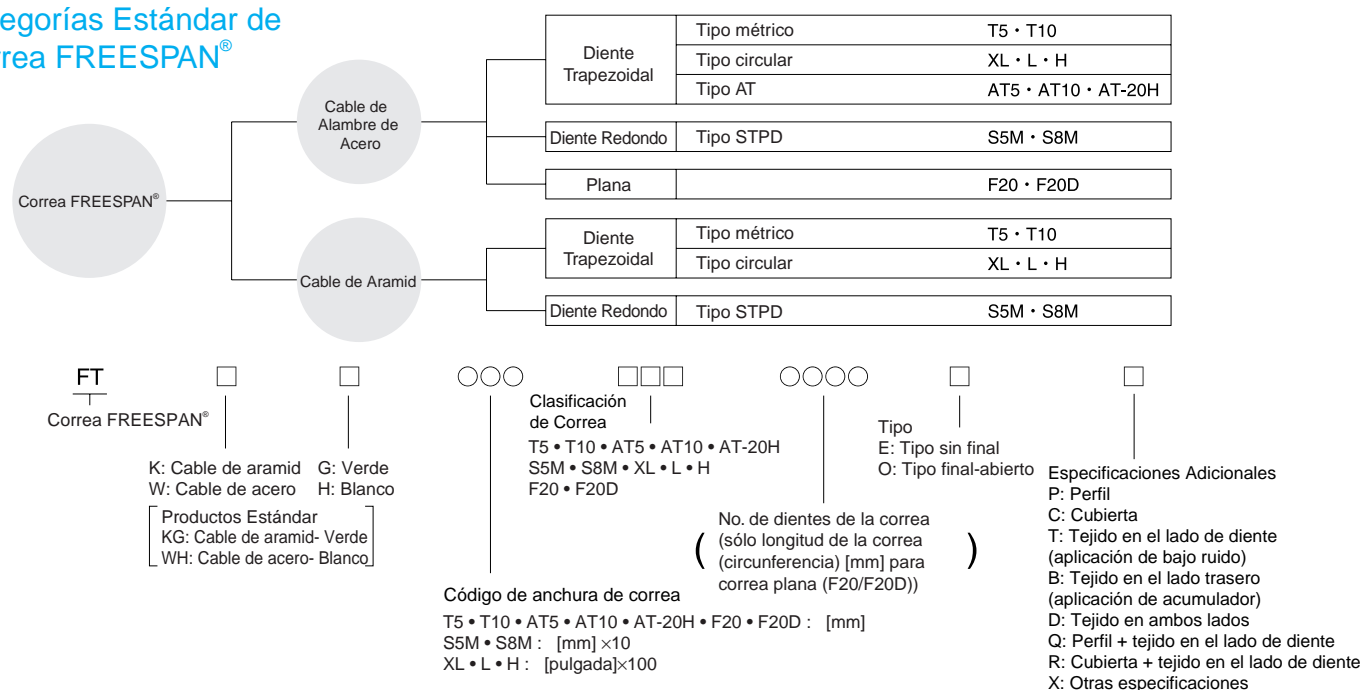 egorías Estándar de
rrea FREESPAN®
Correa FREESPAN®
Cable de
Alambre de
Acero
Diente
Trapezoidal
Tipo métrico T5・T10
Tipo circular XL・L・H
Tipo AT AT5・AT10・AT-20H
Diente Redondo Tipo STPD S5M・S8M
Plana F20・F20D
Cable de Aramid
Diente
Trapezoidal
Tipo métrico T5・T10
Tipo circular XL・L・H
Diente Redondo Tipo STPD S5M・S8M
FT □ □ ○○○ □□□ ○○○○ □ □
Correa FREESPAN®
K: Cable de aramid
W: Cable de acero
G: Verde
H: Blanco
Productos Estándar
KG: Cable de aramid- Verde
WH: Cable de acero- Blanco
Código de anchura de correa
T5 • T10 • AT5 • AT10 • AT-20H • F20 • F20D : [mm]
S5M • S8M : [mm] ×10
XL • L • H : [pulgada]×100
Clasificación
de Correa
T5 • T10 • AT5 • AT10 • AT-20H
S5M • S8M • XL • L • H
F20 • F20D
No. de dientes de la correa
(sólo longitud de la correa
(circunferencia) [mm] para
correa plana (F20/F20D))
Tipo
E: Tipo sin final
O: Tipo final-abierto
Especificaciones Adicionales
P: Perfil
C: Cubierta
T: Tejido en el lado de diente
(aplicación de bajo ruido)
B: Tejido en el lado trasero
(aplicación de acumulador)
D: Tejido en ambos lados
Q: Perfil + tejido en el lado de diente
R: Cubierta + tejido en el lado de diente
X: Otras especificaciones